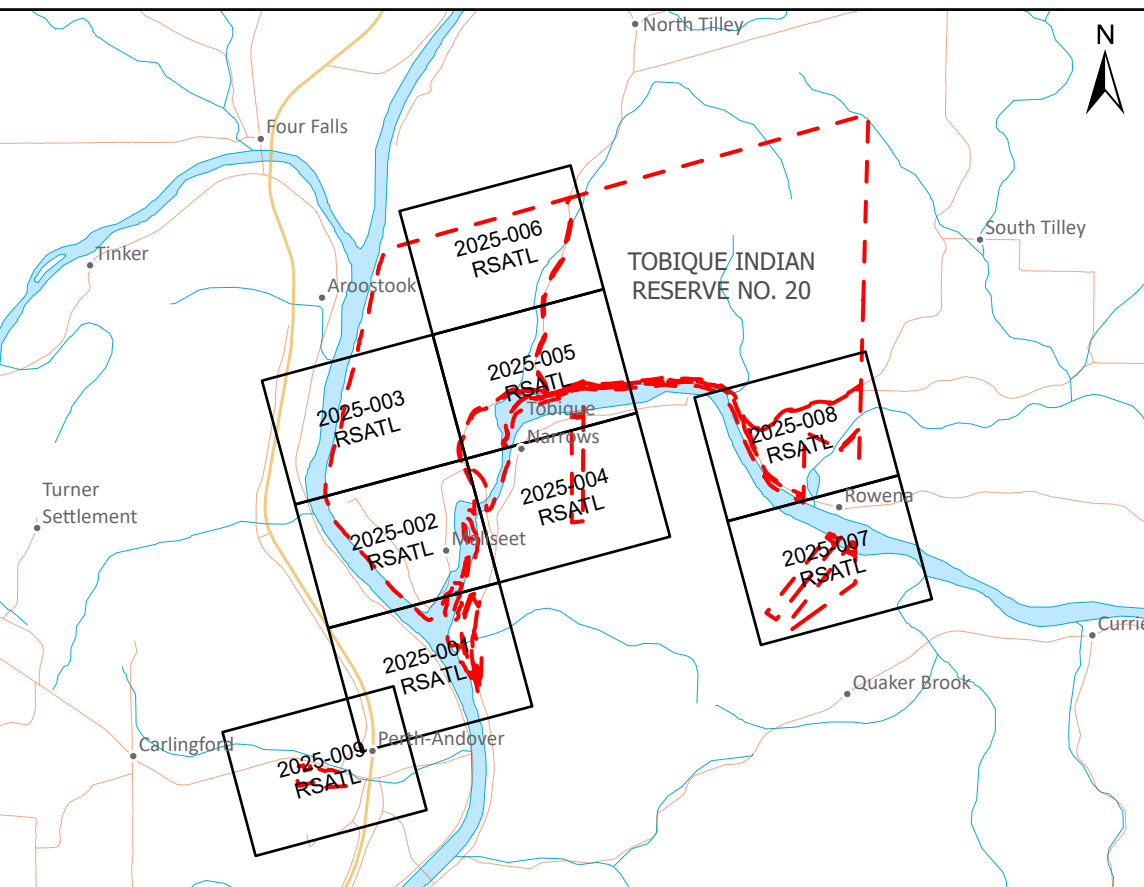 North Tilley
N
Four Falls
South Tilley
2025-006
RSATL
Tinker
TOBIQUE INDIAN
RESERVE NO. 20
Aroostook
2025-005
RSATL
2025-003
RSATL
Tobique
Narrows
2025-008
RSATL
2025-004
RSATL
Turner
Settlement
Rowena
2025-002
RSATL
Maliseet
2025-007
RSATL
Currie
2025-001
RSATL
Quaker Brook
Carlingford
Perth-Andover
2025-009
RSATL